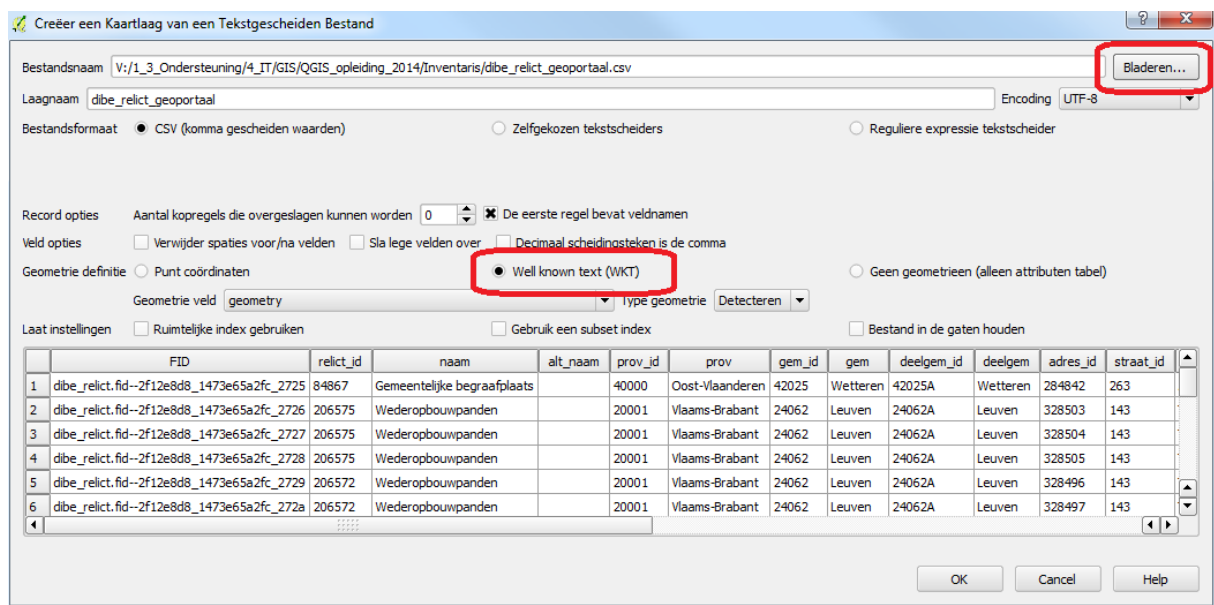 Creëer een Kaartlaag van een Tekstgescheiden Bestand
Bestandsnaam V:/1_3_Ondersteuning/4_IT/GIS/QGIS_opleiding_2014/Inventaris/dibe_relict_geoportaal.csv Bladeren...
Laagnaam dibe_relict_geoportaal Encoding UTF-8
Bestandsformaat CSV (komma gescheiden waarden) Zelfgekozen tekstscheiders Reguliere expressie tekstscheider
Record opties Aantal kopregels die overgeslagen kunnen worden 0 De eerste regel bevat veldnamen
Veld opties Verwijder spaties voor/na velden Sla lege velden over Decimaal scheidingsteken is de comma
Geometrie definitie Punt coördinaten Well known text (WKT) Geen geometrieen (alleen attributen tabel)
Geometrie veld geometry Type geometrie Detecteren
Laat instellingen Ruimtelijke index gebruiken Gebruik een subset index Bestand in de gaten houden
FID relict_id naam alt_naam prov_id prov gem_id gem deelgem_id deelgem adres_id straat_id
1 dibe_relict.fid--2f12e8d8_1473e65a2fc_2725 84867 Gemeentelijke begraafplaats 40000 Oost-Vlaanderen 42025 Wetteren 42025A Wetteren 284842 263
2 dibe_relict.fid--2f12e8d8_1473e65a2fc_2726 206575 Wederopbouwpanden 20001 Vlaams-Brabant 24062 Leuven 24062A Leuven 328503 143
3 dibe_relict.fid--2f12e8d8_1473e65a2fc_2727 206575 Wederopbouwpanden 20001 Vlaams-Brabant 24062 Leuven 24062A Leuven 328504 143
4 dibe_relict.fid--2f12e8d8_1473e65a2fc_2728 206575 Wederopbouwpanden 20001 Vlaams-Brabant 24062 Leuven 24062A Leuven 328505 143
5 dibe_relict.fid--2f12e8d8_1473e65a2fc_2729 206572 Wederopbouwpanden 20001 Vlaams-Brabant 24062 Leuven 24062A Leuven 328496 143
6 dibe_relict.fid--2f12e8d8_1473e65a2fc_272a 206572 Wederopbouwpanden 20001 Vlaams-Brabant 24062 Leuven 24062A Leuven 328497 143
OK Cancel Help